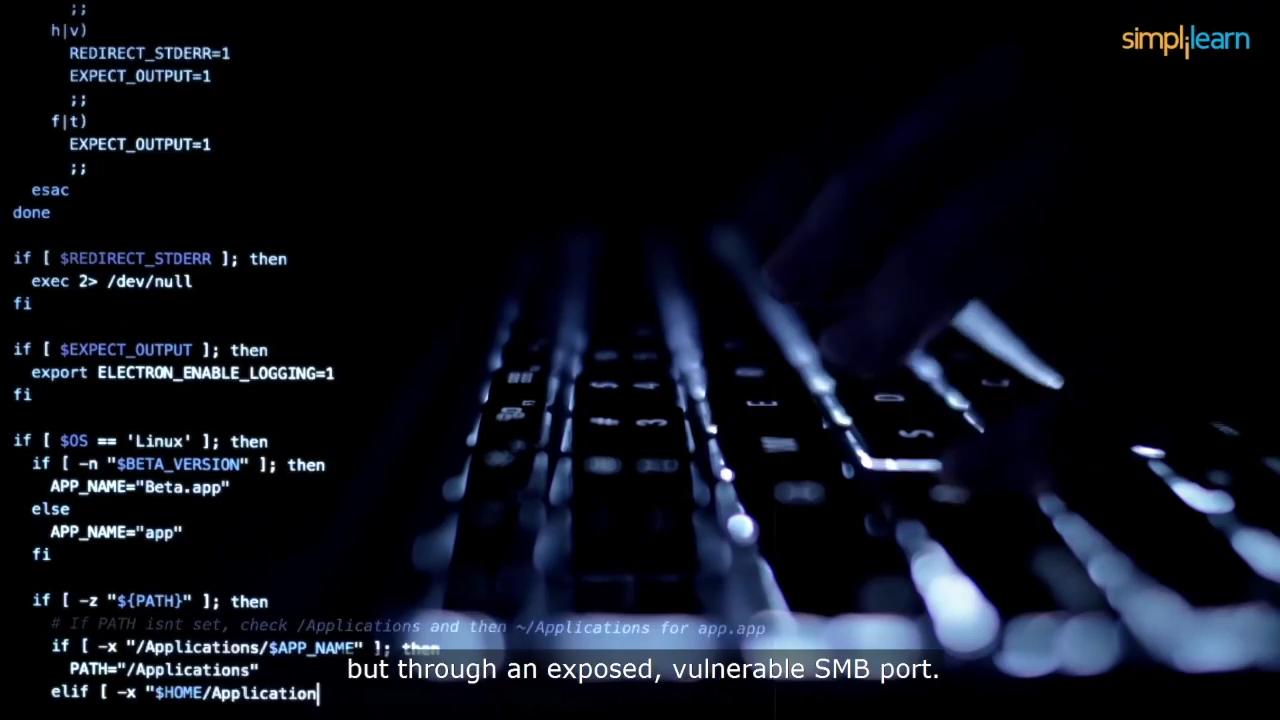 ;;
h|v)
REDIRECT_STDERR=1
EXPECT_OUTPUT=1
;;
f|t)
EXPECT_OUTPUT=1
;;
esac
done
if [ $REDIRECT_STDERR ]; then
exec 2> /dev/null
fi
if [ $EXPECT_OUTPUT ]; then
export ELECTRON_ENABLE_LOGGING=1
fi
if [ $OS == 'Linux' ]; then
if [ -n "$BETA_VERSION" ]; then
APP_NAME="Beta.app"
else
APP_NAME="app"
fi
if [ -z "${PATH}" ]; then
# If PATH isnt set, check /Applications and then ~/Applications for app.app
if [ -x "/Applications/$APP_NAME" ]; then
PATH="/Applications"
elif [ -x "$HOME/Application
simplilearn
$ 4
# 3
E
W
D
S
C
but through an exposed, vulnerable SMB port.